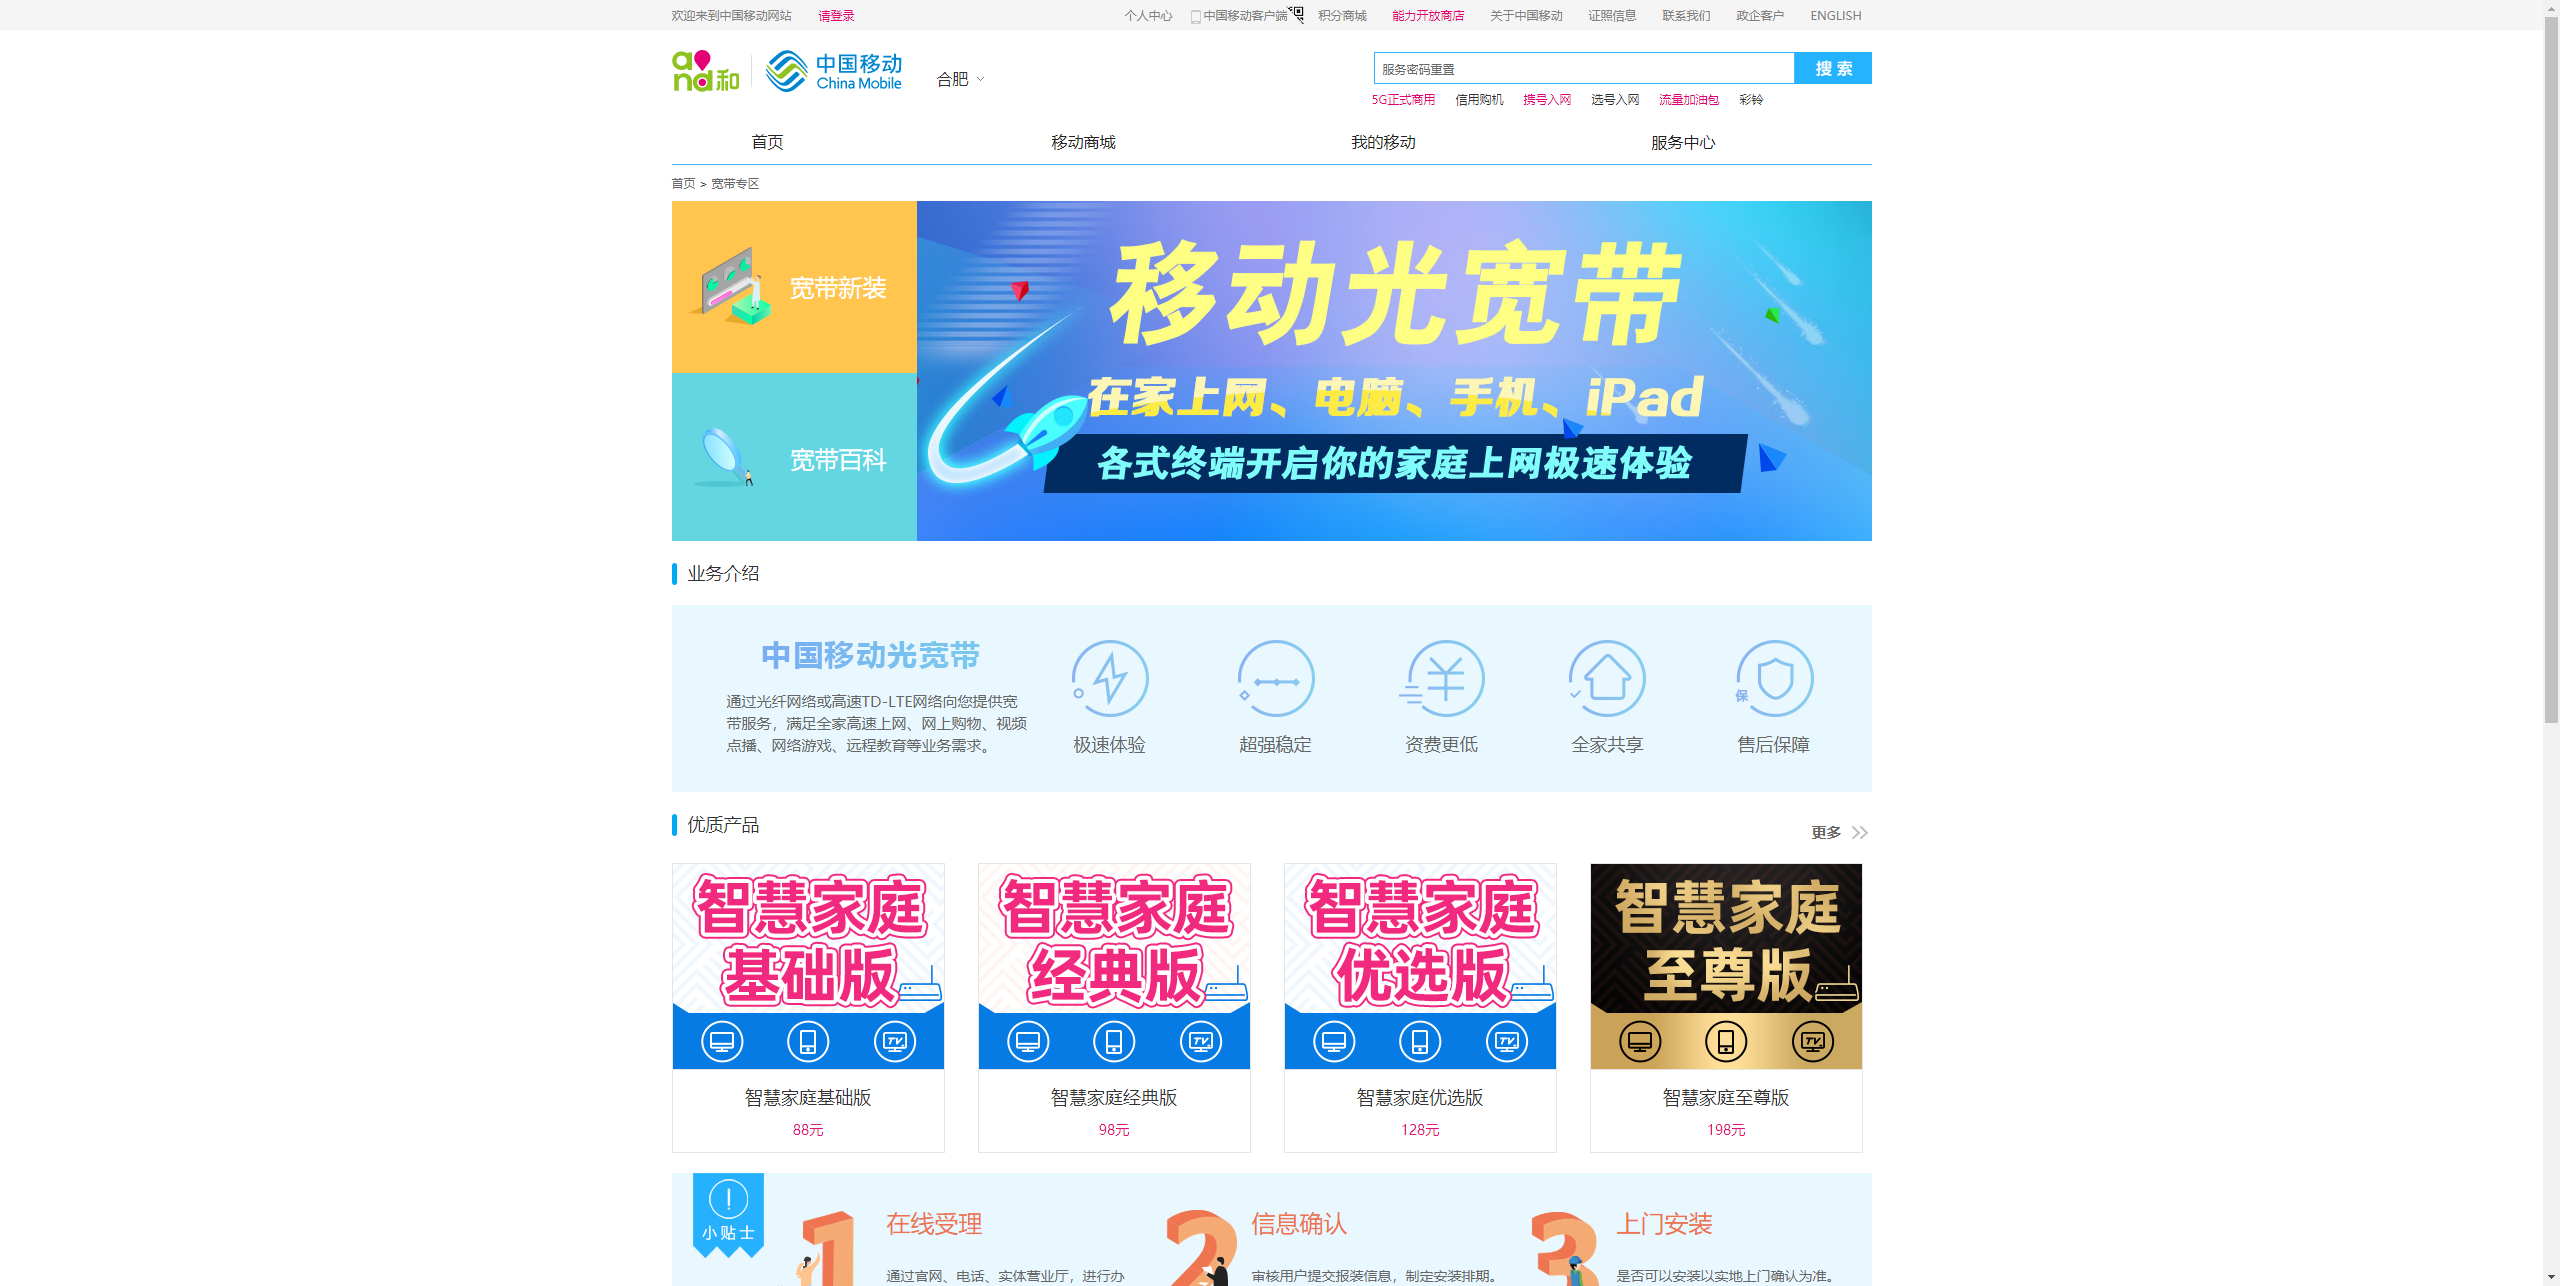 欢迎来到中国移动网站 请登录 个人中心 中国移动客户端 积分商城 能力开放商店 关于中国移动 证照信息 联系我们 政企客户 ENGLISH
and和 中国移动 China Mobile 合肥
服务密码重置 搜 索
5G正式商用 信用购机 携号入网 选号入网 流量加油包 彩铃
首页 移动商城 我的移动 服务中心
首页 > 宽带专区
宽带新装
宽带百科
移动光宽带
在家上网、电脑、手机、iPad
各式终端开启你的家庭上网极速体验
业务介绍
中国移动光宽带
通过光纤网络或高速TD-LTE网络向您提供宽
带服务，满足全家高速上网、网上购物、视频
点播、网络游戏、远程教育等业务需求。
极速体验 超强稳定 资费更低 全家共享 保 售后保障
优质产品 更多
智慧家庭
基础版
TV
智慧家庭基础版
88元
智慧家庭
经典版
TV
智慧家庭经典版
98元
智慧家庭
优选版
TV
智慧家庭优选版
128元
智慧家庭
至尊版
TV
智慧家庭至尊版
198元
小贴士
1 在线受理
通过官网、电话、实体营业厅，进行办
2 信息确认
审核用户提交报装信息，制定安装排期。
3 上门安装
是否可以安装以实地上门确认为准。